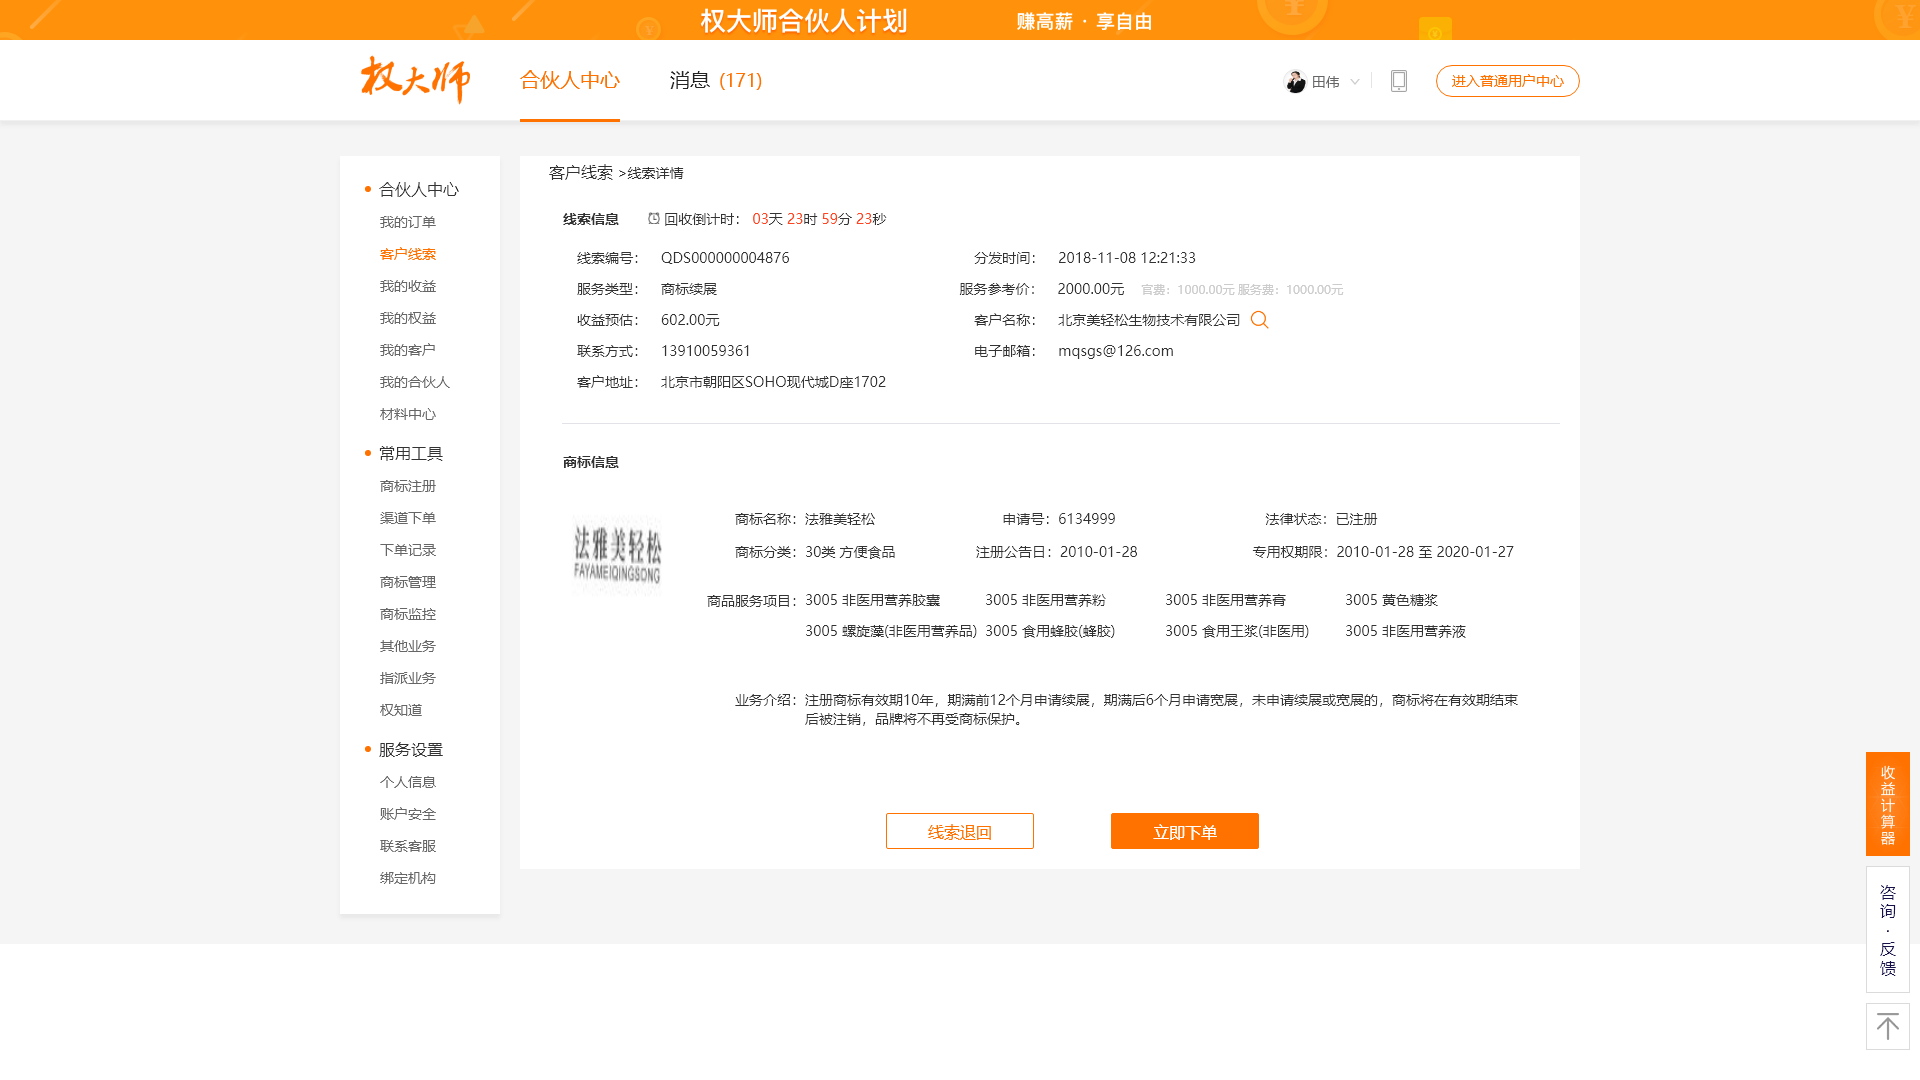 权大师合伙人计划 赚高薪 · 享自由
权大师 合伙人中心 消息 (171) 田伟 进入普通用户中心
合伙人中心
我的订单
客户线索
我的收益
我的权益
我的客户
我的合伙人
材料中心
常用工具
商标注册
渠道下单
下单记录
商标管理
商标监控
其他业务
指派业务
权知道
服务设置
个人信息
账户安全
联系客服
绑定机构
客户线索 >线索详情
线索信息 回收倒计时： 03天 23时 59分 23秒
线索编号： QDS000000004876 分发时间： 2018-11-08 12:21:33
服务类型： 商标续展 服务参考价： 2000.00元 官费：1000.00元 服务费：1000.00元
收益预估： 602.00元 客户名称： 北京美轻松生物技术有限公司
联系方式： 13910059361 电子邮箱： mqsgs@126.com
客户地址： 北京市朝阳区SOHO现代城D座1702
商标信息
法雅美轻松
FAYAMEIQINGSONG
商标名称：法雅美轻松 申请号：6134999 法律状态：已注册
商标分类：30类 方便食品 注册公告日：2010-01-28 专用权期限：2010-01-28 至 2020-01-27
商品服务项目：3005 非医用营养胶囊 3005 非医用营养粉 3005 非医用营养膏 3005 黄色糖浆
3005 螺旋藻(非医用营养品) 3005 食用蜂胶(蜂胶) 3005 食用王浆(非医用) 3005 非医用营养液
业务介绍：注册商标有效期10年，期满前12个月申请续展，期满后6个月申请宽展，未申请续展或宽展的，商标将在有效期结束
后被注销，品牌将不再受商标保护。
线索退回 立即下单
收益计算器
咨询·反馈